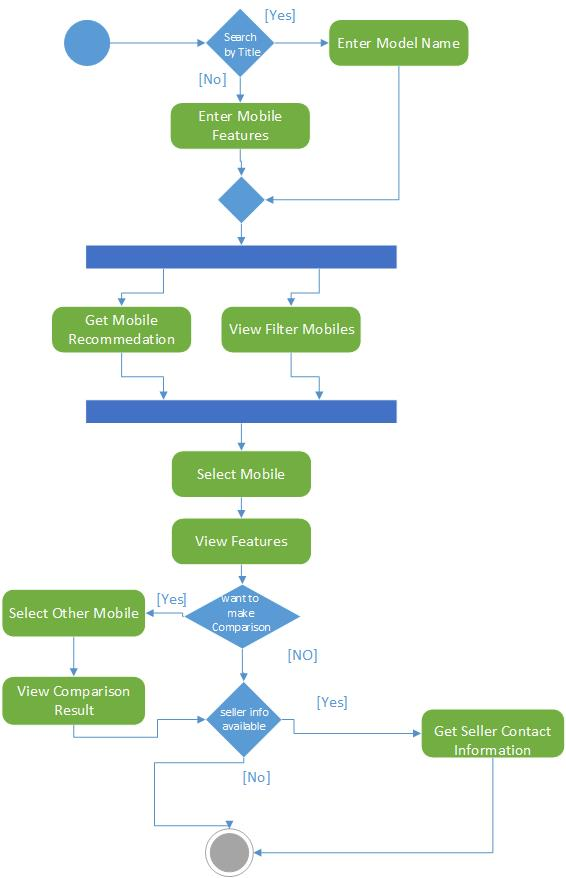 [Yes]
Search
by Title
Enter Model Name
[No]
Enter Mobile
Features
Get Mobile
Recommedation
View Filter Mobiles
Select Mobile
View Features
want to
make
Comparison
[Yes]
Select Other Mobile
[NO]
View Comparison
Result
seller info
available
[Yes]
Get Seller Contact
Information
[No]